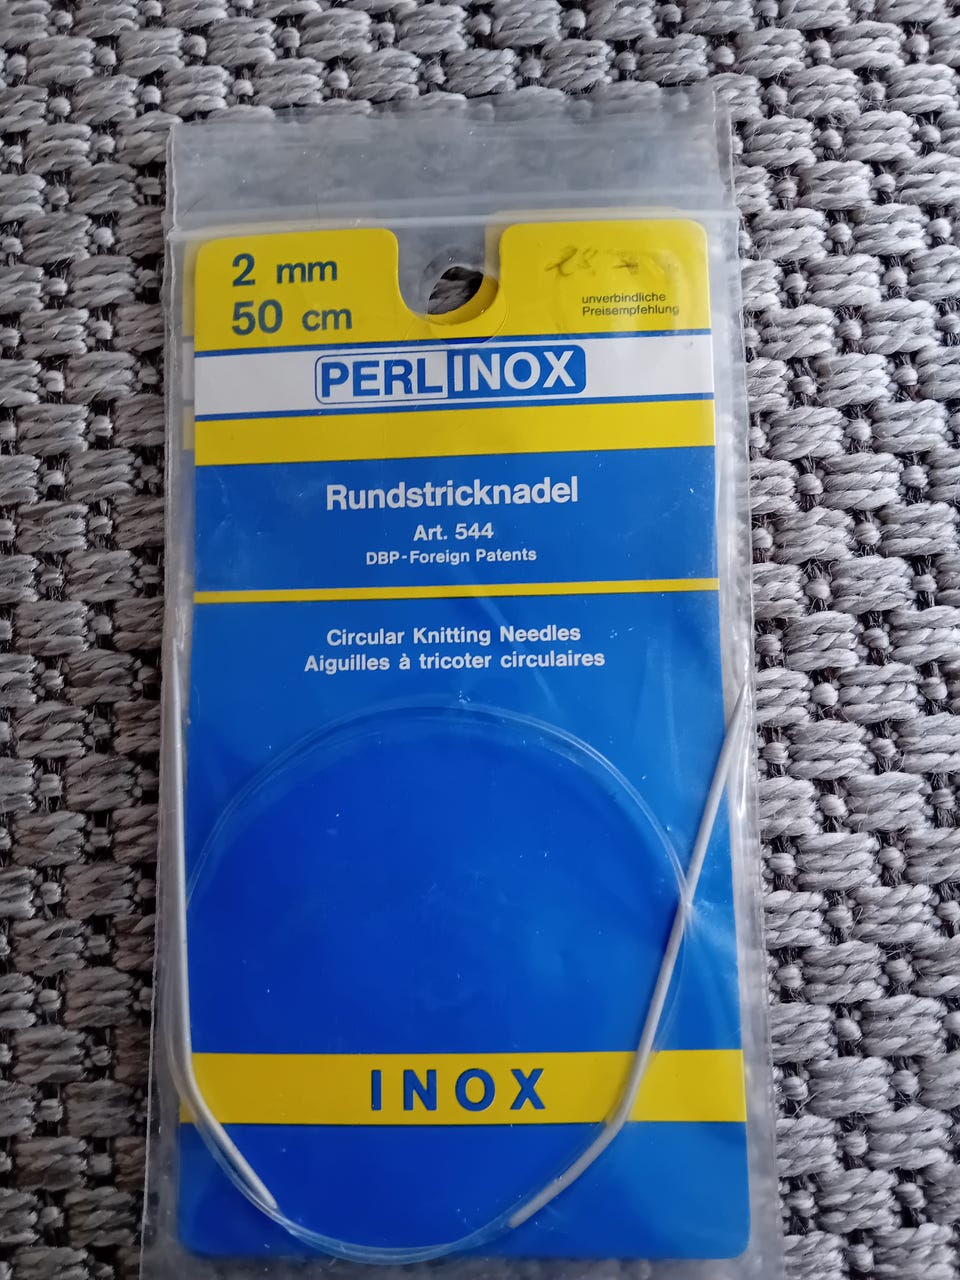 2 mm
50 cm
unverbindliche
Preisempfehlung
PERLINOX
Rundstricknadel
Art. 544
DBP-Foreign Patents
Circular Knitting Needles
Aiguilles à tricoter circulaires
INOX